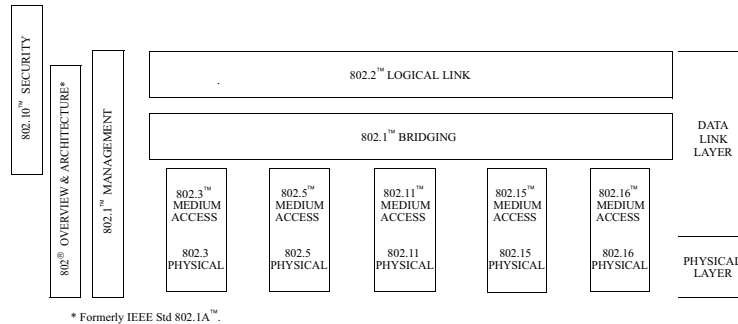 802.10™ SECURITY
802® OVERVIEW & ARCHITECTURE*
802.1™ MANAGEMENT
802.2™ LOGICAL LINK
802.1™ BRIDGING
802.3™
MEDIUM
ACCESS
802.3
PHYSICAL
802.5™
MEDIUM
ACCESS
802.5
PHYSICAL
802.11™
MEDIUM
ACCESS
802.11
PHYSICAL
802.15™
MEDIUM
ACCESS
802.15
PHYSICAL
802.16™
MEDIUM
ACCESS
802.16
PHYSICAL
DATA
LINK
LAYER
PHYSICAL
LAYER
* Formerly IEEE Std 802.1A™.